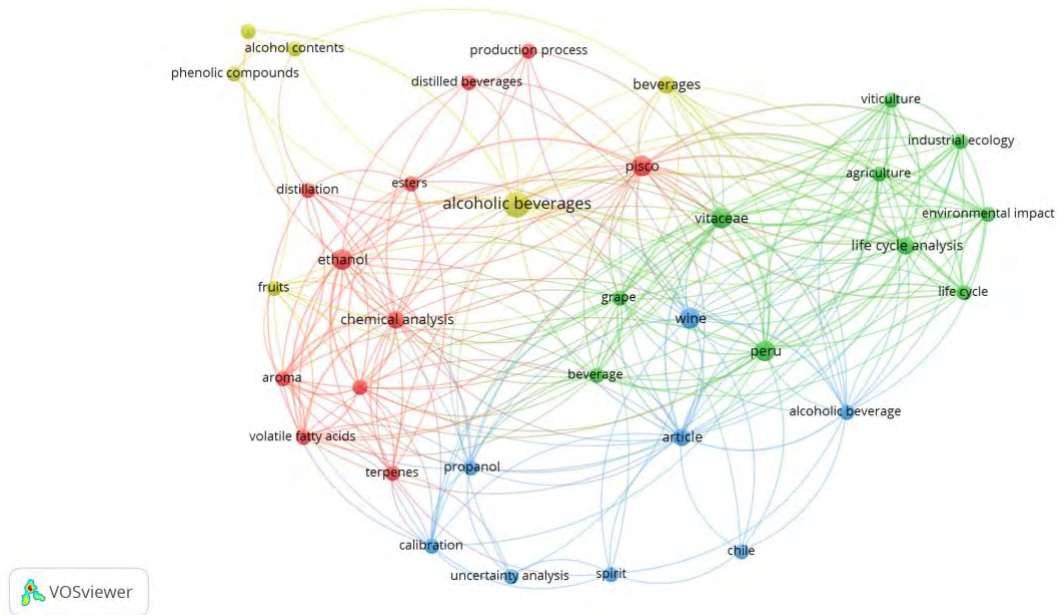 alcohol contents
production process
phenolic compounds
distilled beverages
beverages
viticulture
industrial ecology
pisco
agriculture
distillation
esters
alcoholic beverages
environmental impact
vitaceae
life cycle analysis
ethanol
fruits
life cycle
grape
chemical analysis
wine
peru
aroma
beverage
alcoholic beverage
volatile fatty acids
article
terpenes
propanol
calibration
chile
uncertainty analysis
spirit
VOSviewer